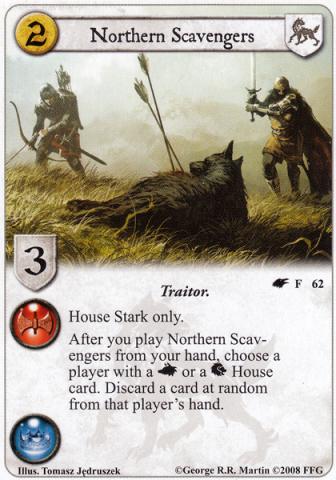 2 Northern Scavengers
3
F 62
Traitor.
House Stark only.
After you play Northern Scav-
engers from your hand, choose a
player with a or a House
card. Discard a card at random
from that player's hand.
Illus. Tomasz Jędruszek ©George R.R. Martin ©2008 FFG